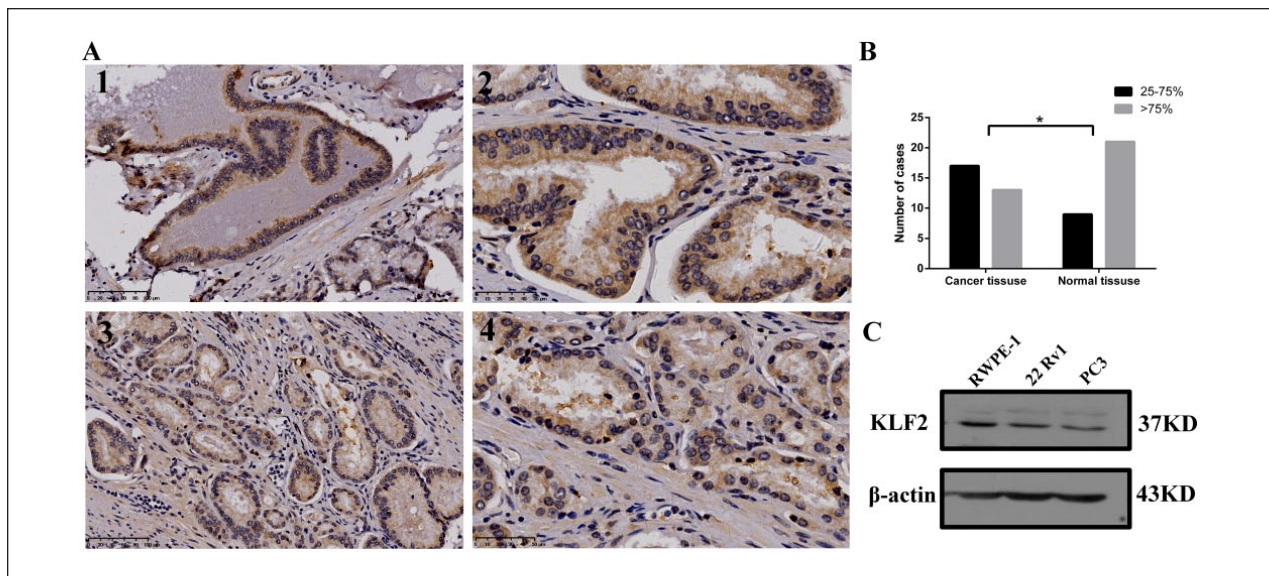 A
1
2
3
4
B
25-75%
>75%
*
Number of cases
25
20
15
10
5
0
Cancer tissuse
Normal tissuse
C
RWPE-1
22 Rv1
PC3
KLF2
37KD
β-actin
43KD